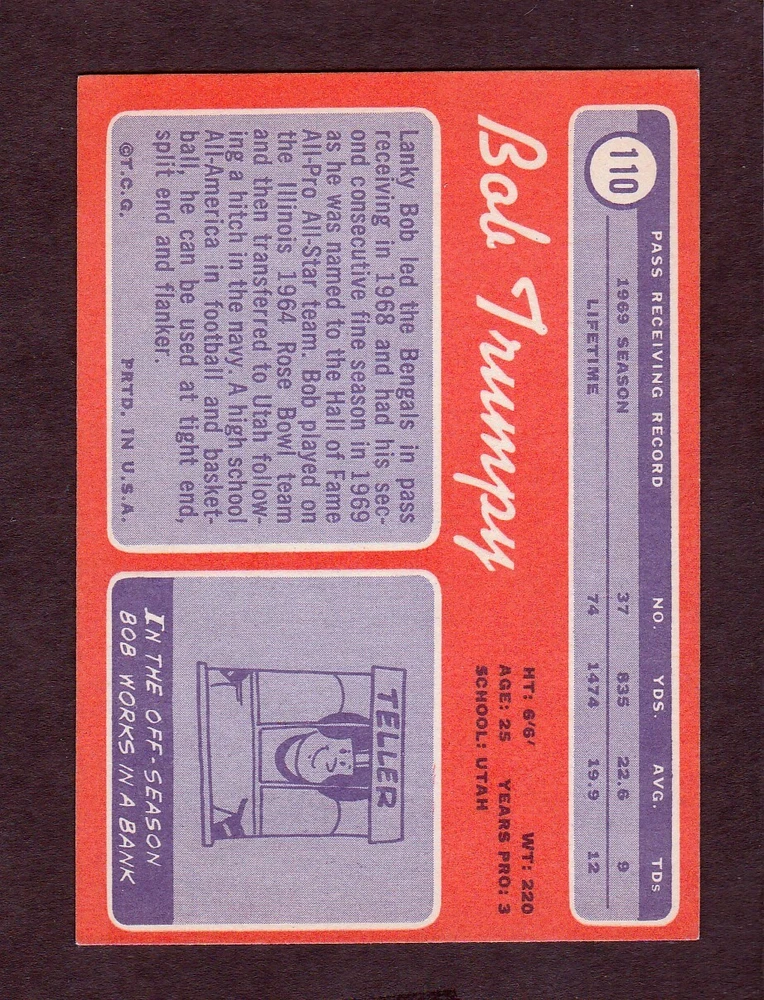 110
PASS RECEIVING RECORD NO. YDS. AVG. TDs
1969 SEASON 37 835 22.6 9
LIFETIME 74 1474 19.9 12
Bob Trumpy
HT: 6'6' WT: 220
AGE: 25 YEARS PRO: 3
SCHOOL: UTAH
Lanky Bob led the Bengals in pass
receiving in 1968 and had his sec-
ond consecutive fine season in 1969
as he was named to the Hall of Fame
All-Pro All-Star team. Bob played on
the Illinois 1964 Rose Bowl team
and then transferred to Utah follow-
ing a hitch in the navy. A high school
All-America in football and basket-
ball, he can be used at tight end,
split end and flanker.
©T.C.G. PRTD. IN U.S.A.
TELLER
IN THE OFF-SEASON
BOB WORKS IN A BANK